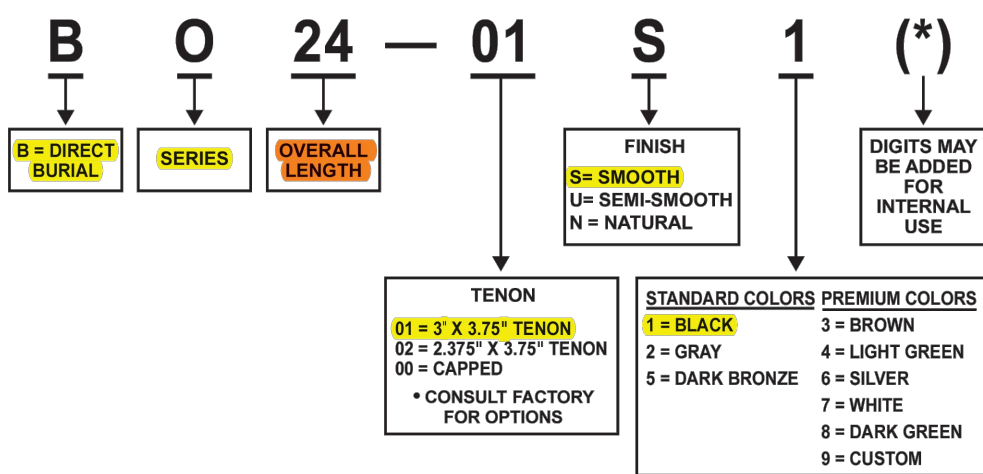 B O 24 — 01 S 1 (*)
B = DIRECT
BURIAL
SERIES
OVERALL
LENGTH
FINISH
S= SMOOTH
U= SEMI-SMOOTH
N = NATURAL
DIGITS MAY
BE ADDED
FOR
INTERNAL
USE
TENON
01 = 3" X 3.75" TENON
02 = 2.375" X 3.75" TENON
00 = CAPPED
• CONSULT FACTORY
FOR OPTIONS
STANDARD COLORS
1 = BLACK
2 = GRAY
5 = DARK BRONZE
PREMIUM COLORS
3 = BROWN
4 = LIGHT GREEN
6 = SILVER
7 = WHITE
8 = DARK GREEN
9 = CUSTOM